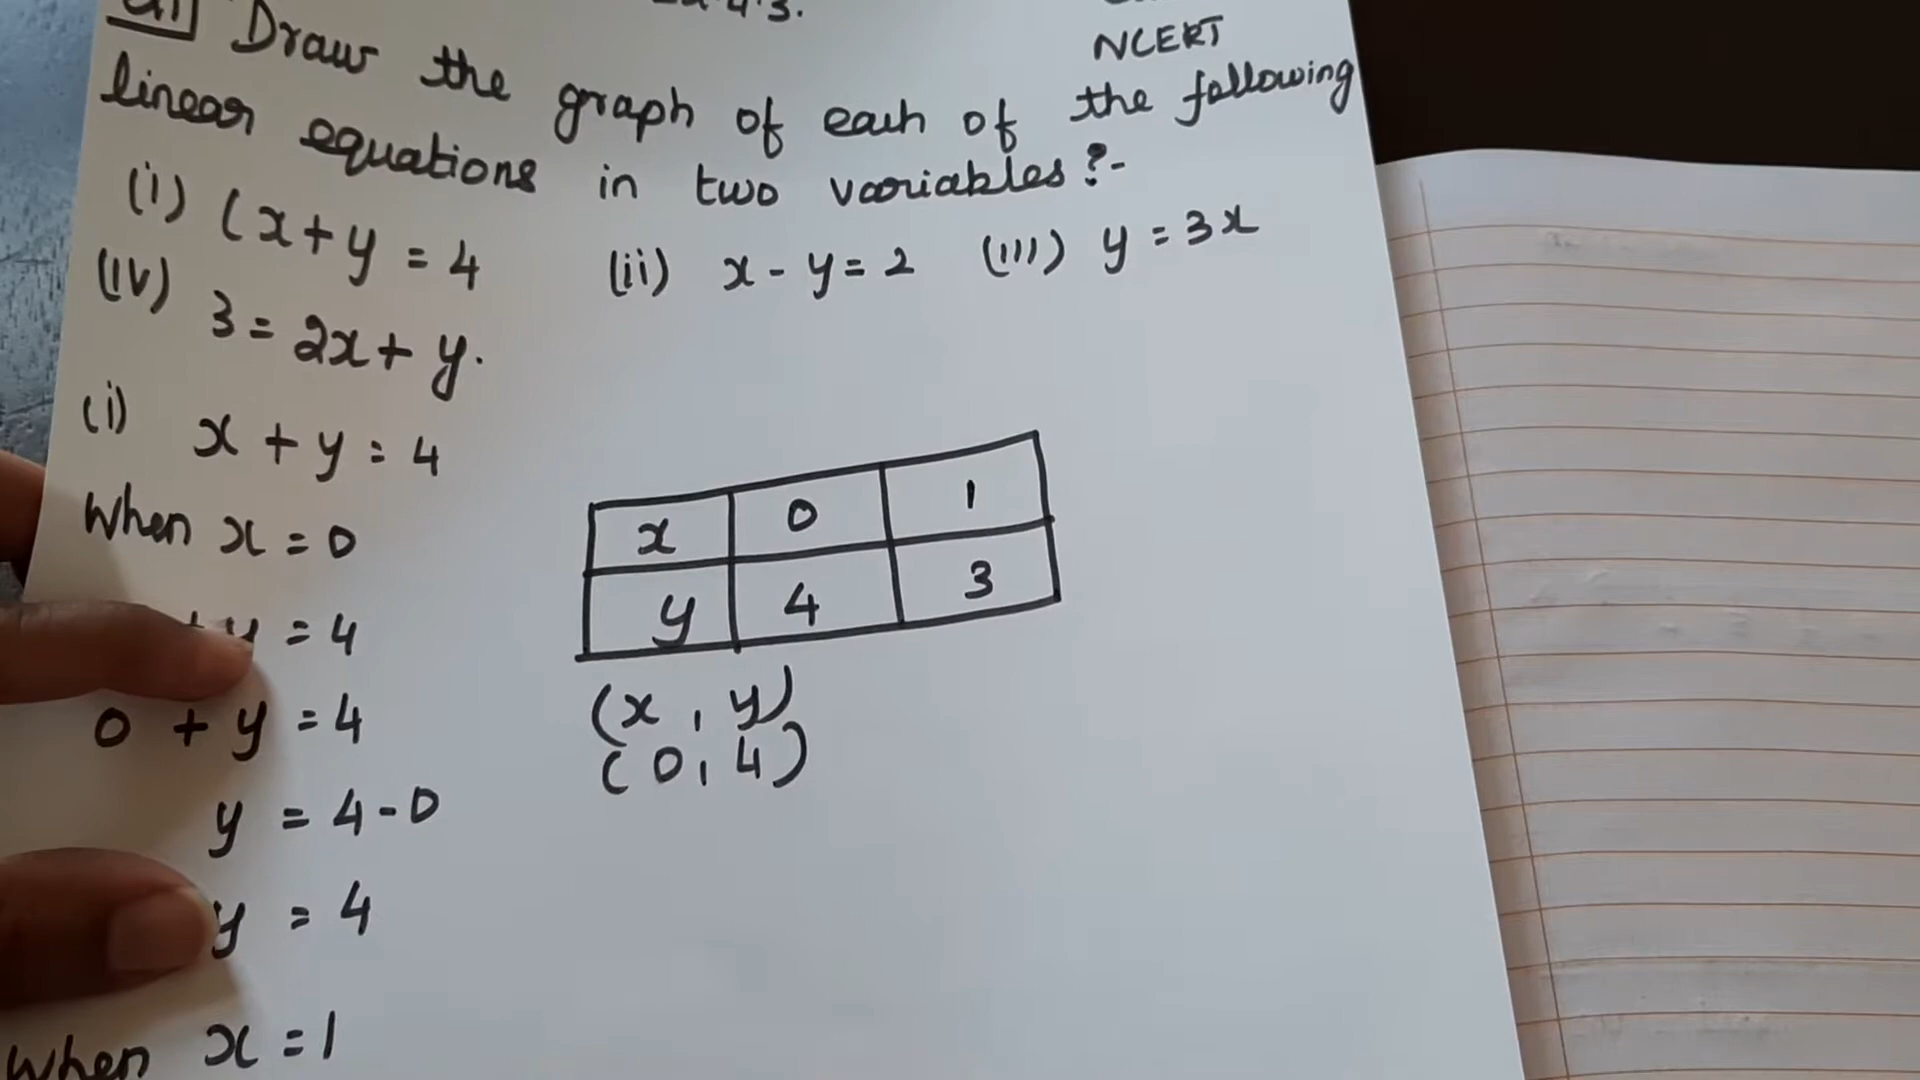 4.3.
NCERT
Draw the graph of each of the following
linear equations in two variables?-
(i) (x+y = 4 (ii) x - y = 2 (iii) y = 3x
(iv) 3 = 2x + y.
(i) x + y = 4
When x = 0
+ y = 4
0 + y = 4
y = 4 - 0
y = 4
When x = 1
x 0 1
y 4 3
(x, y)
(0, 4)